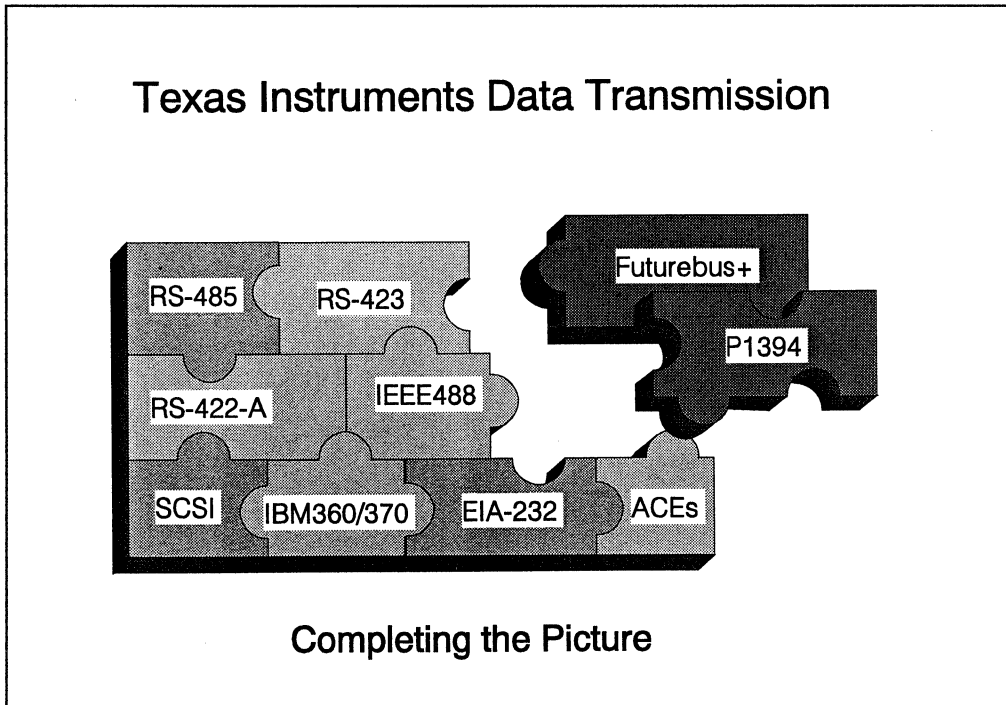 Texas Instruments Data Transmission
Futurebus+
RS-485
RS-423
P1394
RS-422-A
IEEE488
SCSI
IBM360/370
EIA-232
ACEs
Completing the Picture